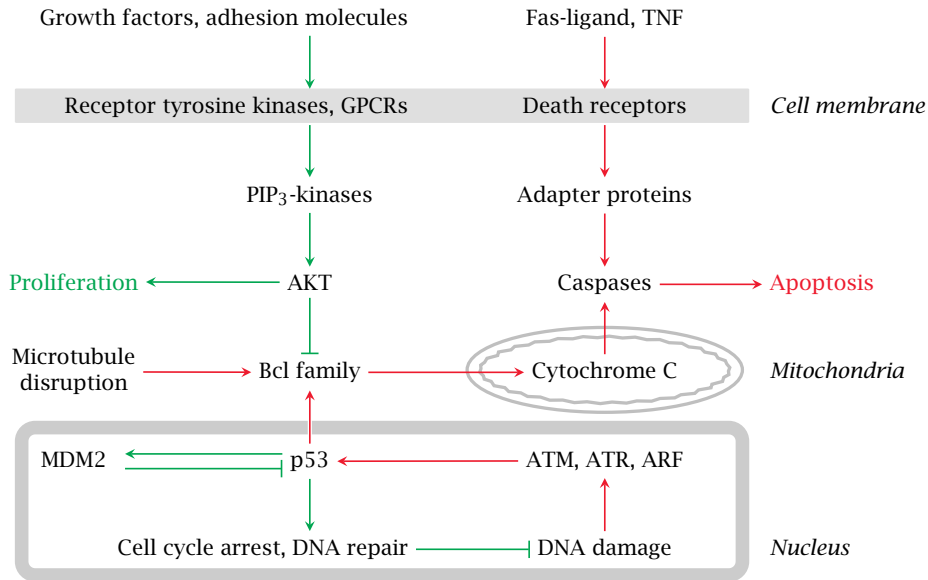 Growth factors, adhesion molecules
Fas-ligand, TNF
Receptor tyrosine kinases, GPCRs
Death receptors
Cell membrane
PIP₃-kinases
Adapter proteins
Proliferation
AKT
Caspases
Apoptosis
Microtubule
disruption
Bcl family
Cytochrome C
Mitochondria
MDM2
p53
ATM, ATR, ARF
Cell cycle arrest, DNA repair
DNA damage
Nucleus